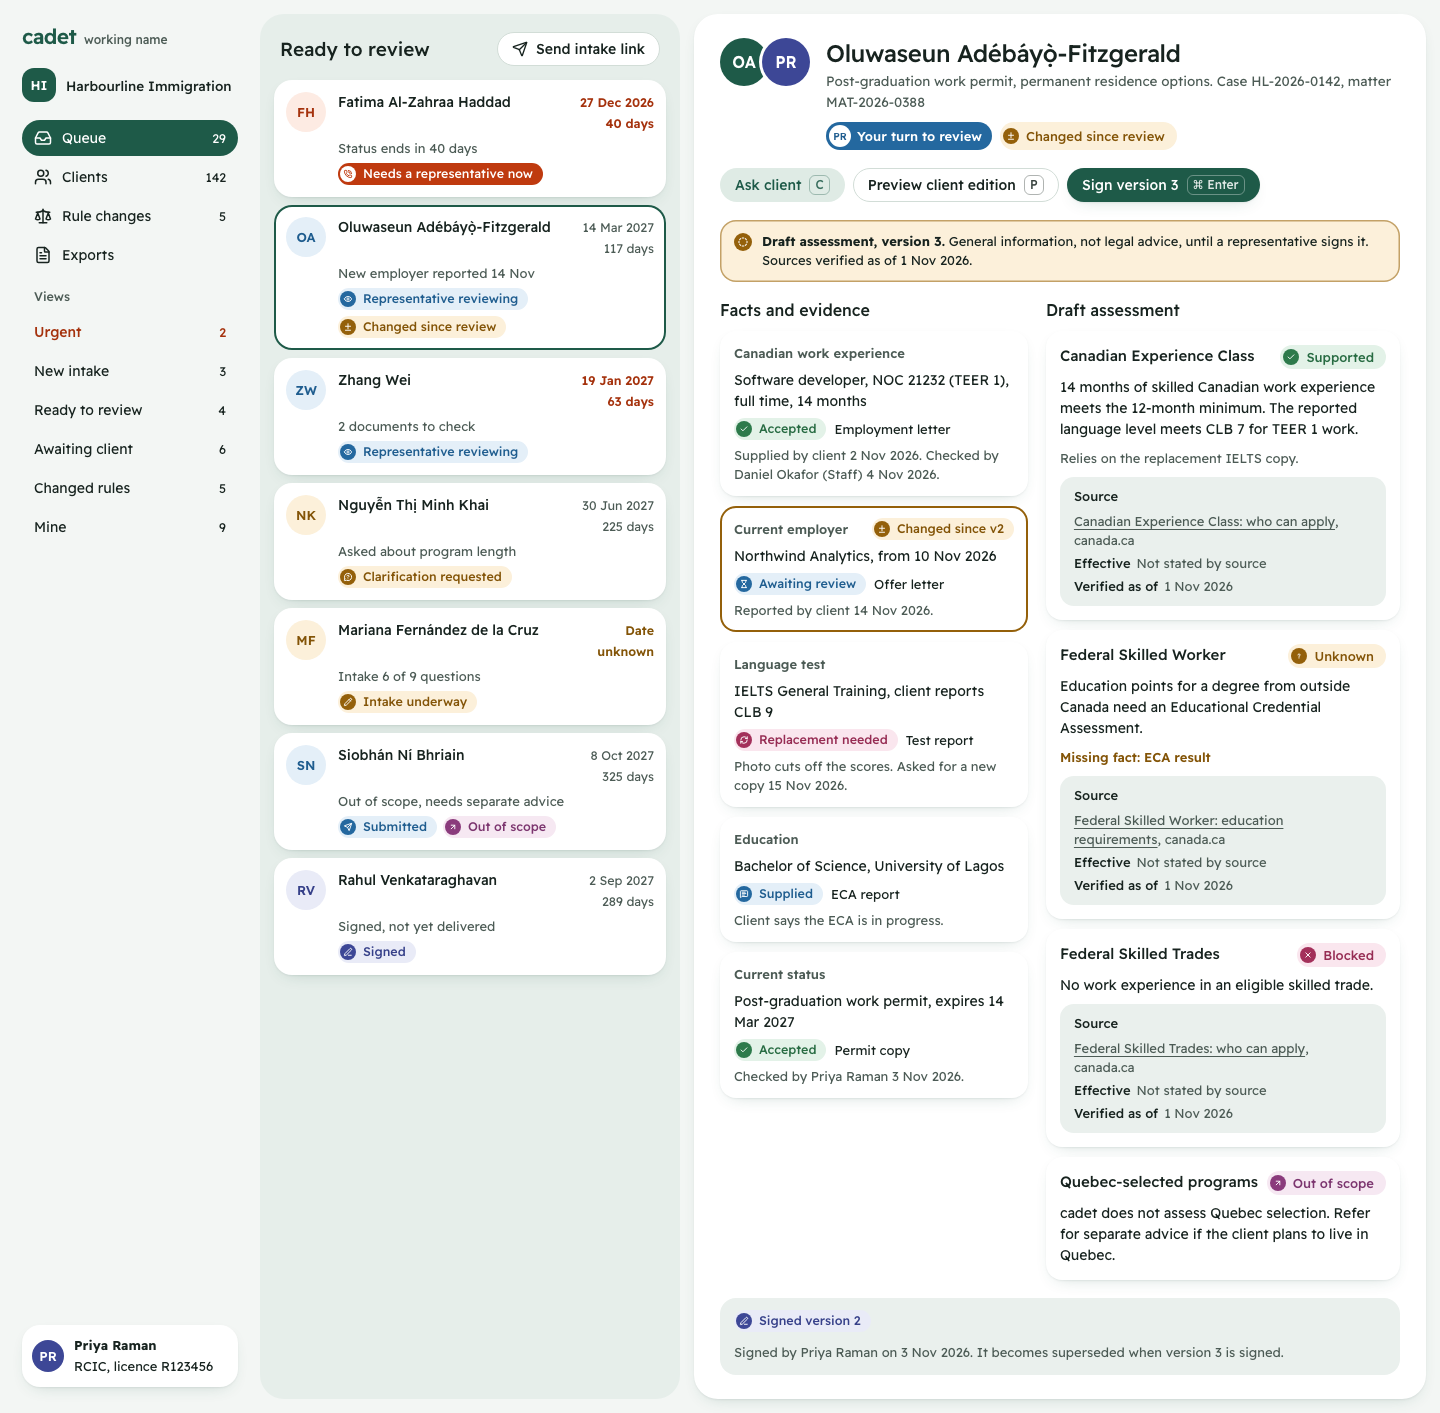 cadet working name
HI Harbourline Immigration
Queue 29
Clients 142
Rule changes 5
Exports
Views
Urgent 2
New intake 3
Ready to review 4
Awaiting client 6
Changed rules 5
Mine 9
PR Priya Raman
RCIC, licence R123456
Ready to review
Send intake link
FH Fatima Al-Zahraa Haddad 27 Dec 2026
40 days
Status ends in 40 days
Needs a representative now
OA Oluwaseun Adébáyọ̀-Fitzgerald 14 Mar 2027
117 days
New employer reported 14 Nov
Representative reviewing
Changed since review
ZW Zhang Wei 19 Jan 2027
63 days
2 documents to check
Representative reviewing
NK Nguyễn Thị Minh Khai 30 Jun 2027
225 days
Asked about program length
Clarification requested
MF Mariana Fernández de la Cruz Date
unknown
Intake 6 of 9 questions
Intake underway
SN Siobhán Ní Bhriain 8 Oct 2027
325 days
Out of scope, needs separate advice
Submitted Out of scope
RV Rahul Venkataraghavan 2 Sep 2027
289 days
Signed, not yet delivered
Signed
OA PR Oluwaseun Adébáyọ̀-Fitzgerald
Post-graduation work permit, permanent residence options. Case HL-2026-0142, matter
MAT-2026-0388
PR Your turn to review Changed since review
Ask client C Preview client edition P Sign version 3 ⌘ Enter
Draft assessment, version 3. General information, not legal advice, until a representative signs it.
Sources verified as of 1 Nov 2026.
Facts and evidence
Canadian work experience
Software developer, NOC 21232 (TEER 1),
full time, 14 months
Accepted Employment letter
Supplied by client 2 Nov 2026. Checked by
Daniel Okafor (Staff) 4 Nov 2026.
Current employer Changed since v2
Northwind Analytics, from 10 Nov 2026
Awaiting review Offer letter
Reported by client 14 Nov 2026.
Language test
IELTS General Training, client reports
CLB 9
Replacement needed Test report
Photo cuts off the scores. Asked for a new
copy 15 Nov 2026.
Education
Bachelor of Science, University of Lagos
Supplied ECA report
Client says the ECA is in progress.
Current status
Post-graduation work permit, expires 14
Mar 2027
Accepted Permit copy
Checked by Priya Raman 3 Nov 2026.
Draft assessment
Canadian Experience Class Supported
14 months of skilled Canadian work experience
meets the 12-month minimum. The reported
language level meets CLB 7 for TEER 1 work.
Relies on the replacement IELTS copy.
Source
Canadian Experience Class: who can apply,
canada.ca
Effective Not stated by source
Verified as of 1 Nov 2026
Federal Skilled Worker Unknown
Education points for a degree from outside
Canada need an Educational Credential
Assessment.
Missing fact: ECA result
Source
Federal Skilled Worker: education
requirements, canada.ca
Effective Not stated by source
Verified as of 1 Nov 2026
Federal Skilled Trades Blocked
No work experience in an eligible skilled trade.
Source
Federal Skilled Trades: who can apply,
canada.ca
Effective Not stated by source
Verified as of 1 Nov 2026
Quebec-selected programs Out of scope
cadet does not assess Quebec selection. Refer
for separate advice if the client plans to live in
Quebec.
Signed version 2
Signed by Priya Raman on 3 Nov 2026. It becomes superseded when version 3 is signed.